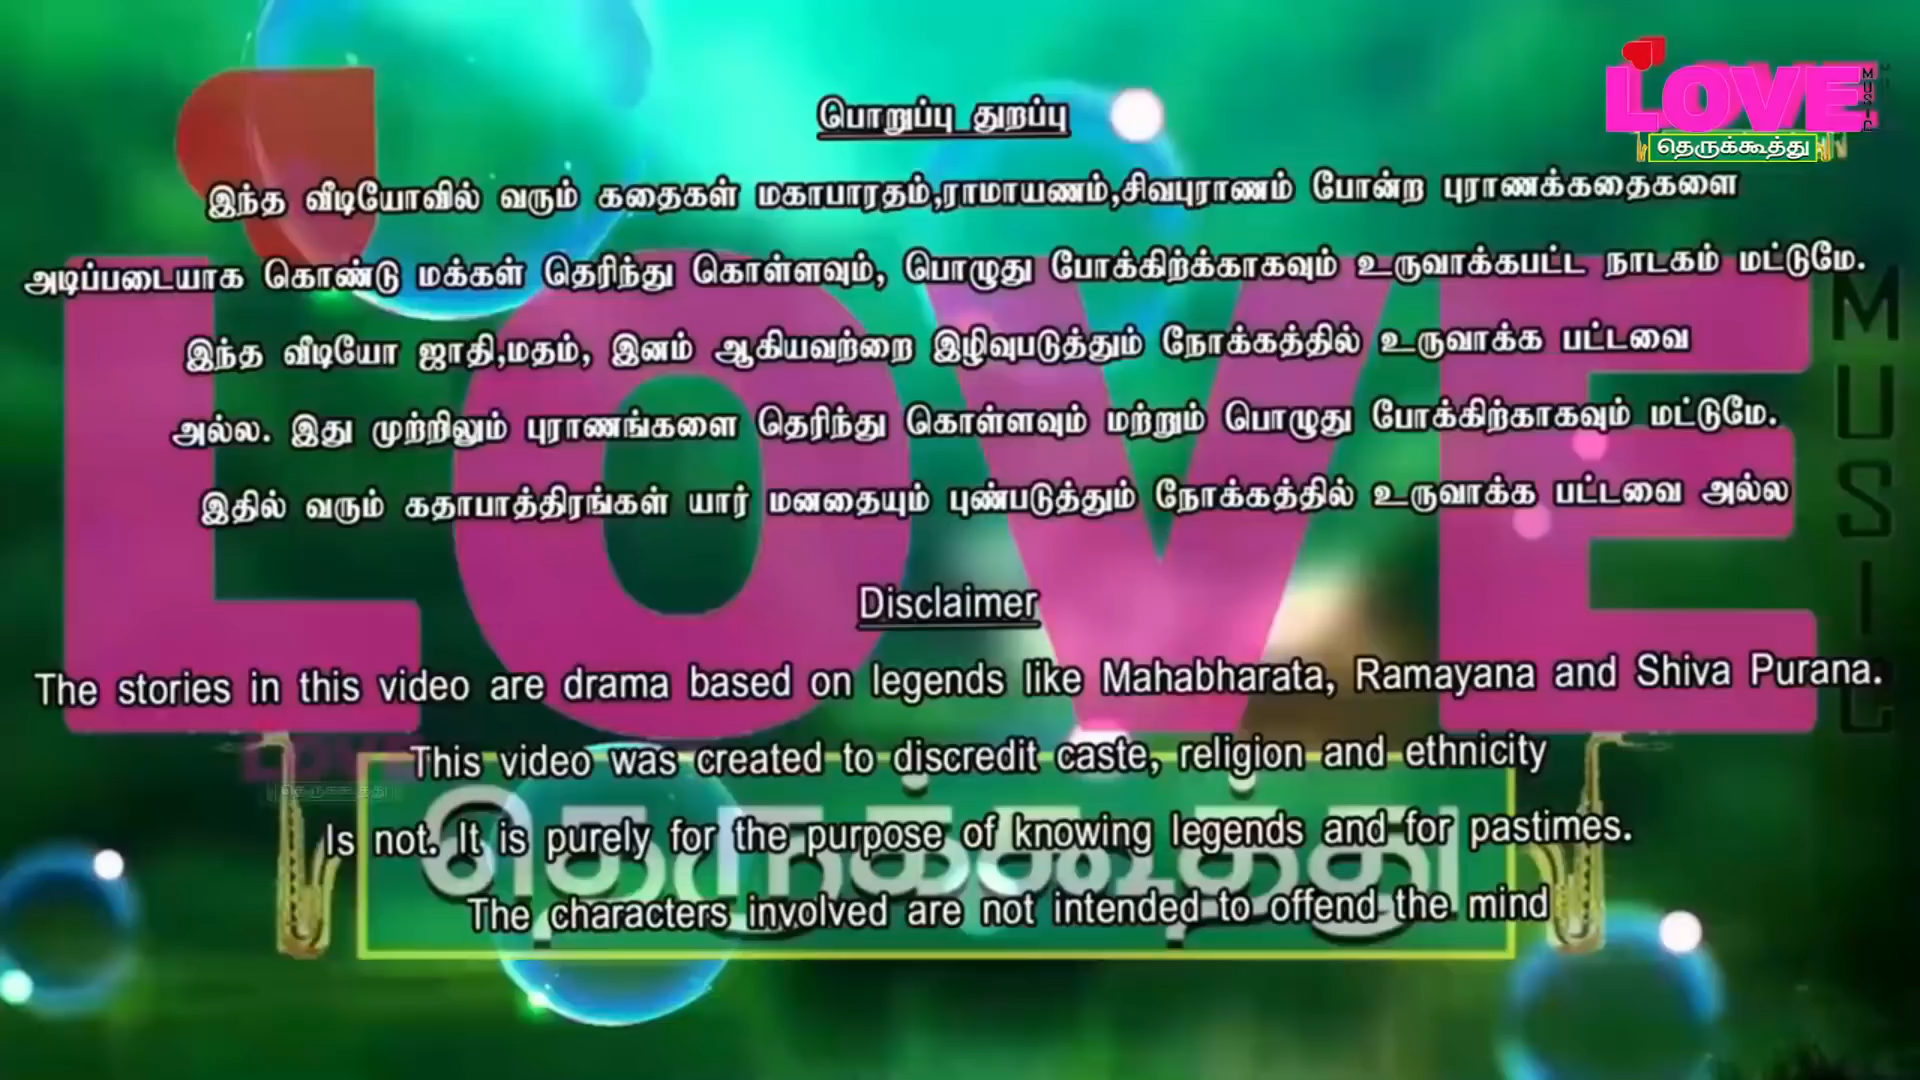 LOVE
MUSIC
தெருக்கூத்து
பொறுப்பு துறப்பு
இந்த வீடியோவில் வரும் கதைகள் மகாபாரதம்,ராமாயணம்,சிவபுராணம் போன்ற புராணக்கதைகளை
அடிப்படையாக கொண்டு மக்கள் தெரிந்து கொள்ளவும், பொழுது போக்கிற்க்காகவும் உருவாக்கபட்ட நாடகம் மட்டுமே.
இந்த வீடியோ ஜாதி,மதம், இனம் ஆகியவற்றை இழிவுபடுத்தும் நோக்கத்தில் உருவாக்க பட்டவை
அல்ல. இது முற்றிலும் புராணங்களை தெரிந்து கொள்ளவும் மற்றும் பொழுது போக்கிற்காகவும் மட்டுமே.
இதில் வரும் கதாபாத்திரங்கள் யார் மனதையும் புண்படுத்தும் நோக்கத்தில் உருவாக்க பட்டவை அல்ல
Disclaimer
The stories in this video are drama based on legends like Mahabharata, Ramayana and Shiva Purana.
This video was created to discredit caste, religion and ethnicity
Is not. It is purely for the purpose of knowing legends and for pastimes.
The characters involved are not intended to offend the mind
LOVE
MUSIC
தெருக்கூத்து
LOVE
தெருக்கூத்து